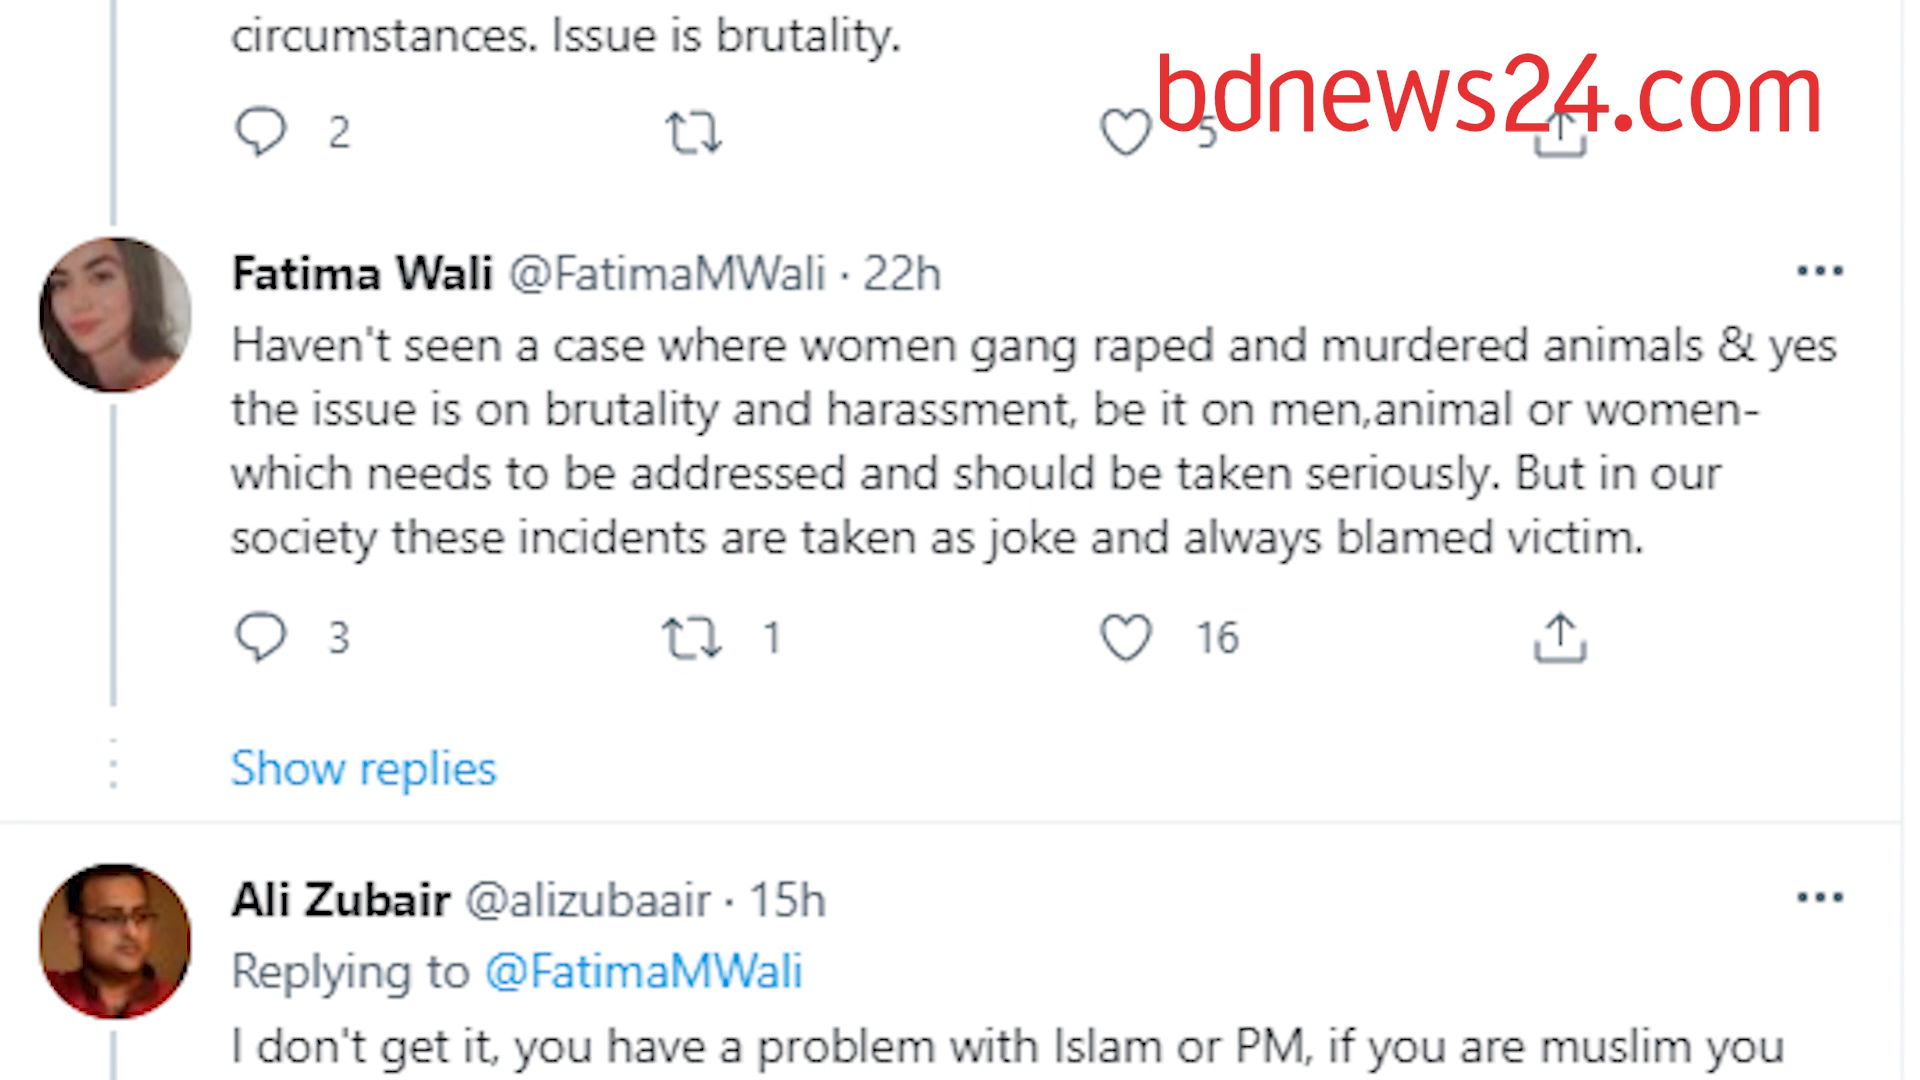 circumstances. Issue is brutality.
bdnews24.com
2
5
Fatima Wali @FatimaMWali · 22h
Haven't seen a case where women gang raped and murdered animals & yes
the issue is on brutality and harassment, be it on men,animal or women-
which needs to be addressed and should be taken seriously. But in our
society these incidents are taken as joke and always blamed victim.
3 1 16
Show replies
Ali Zubair @alizubaair · 15h
Replying to @FatimaMWali
I don't get it, you have a problem with Islam or PM, if you are muslim you